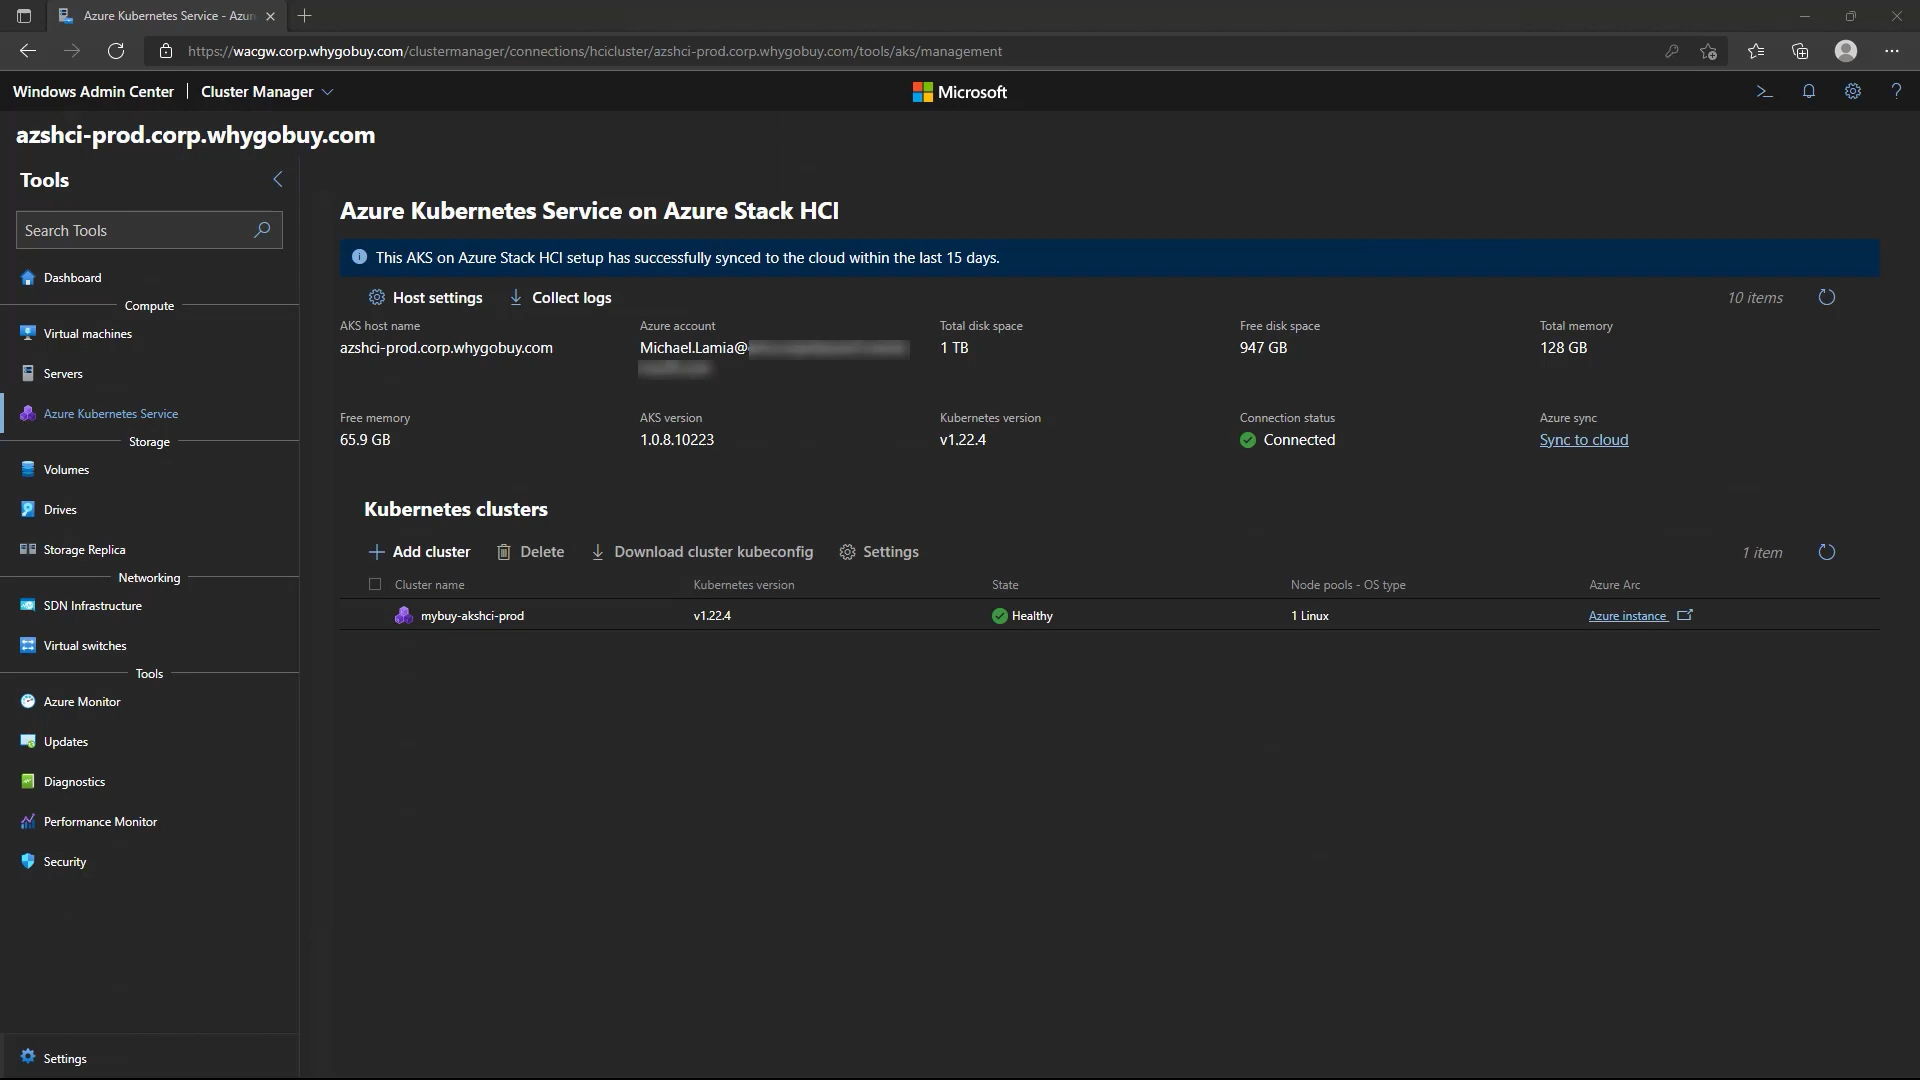 Azure Kubernetes Service - Azur
https://wacgw.corp.whygobuy.com/clustermanager/connections/hcicluster/azshci-prod.corp.whygobuy.com/tools/aks/management
Windows Admin Center | Cluster Manager
Microsoft
azshci-prod.corp.whygobuy.com
Tools
Search Tools
Dashboard
Compute
Virtual machines
Servers
Azure Kubernetes Service
Storage
Volumes
Drives
Storage Replica
Networking
SDN Infrastructure
Virtual switches
Tools
Azure Monitor
Updates
Diagnostics
Performance Monitor
Security
Settings
Azure Kubernetes Service on Azure Stack HCI
This AKS on Azure Stack HCI setup has successfully synced to the cloud within the last 15 days.
Host settings Collect logs 10 items
AKS host name Azure account Total disk space Free disk space Total memory
azshci-prod.corp.whygobuy.com Michael.Lamia@ 1 TB 947 GB 128 GB
Free memory AKS version Kubernetes version Connection status Azure sync
65.9 GB 1.0.8.10223 v1.22.4 Connected Sync to cloud
Kubernetes clusters
Add cluster Delete Download cluster kubeconfig Settings 1 item
Cluster name Kubernetes version State Node pools - OS type Azure Arc
mybuy-akshci-prod v1.22.4 Healthy 1 Linux Azure instance